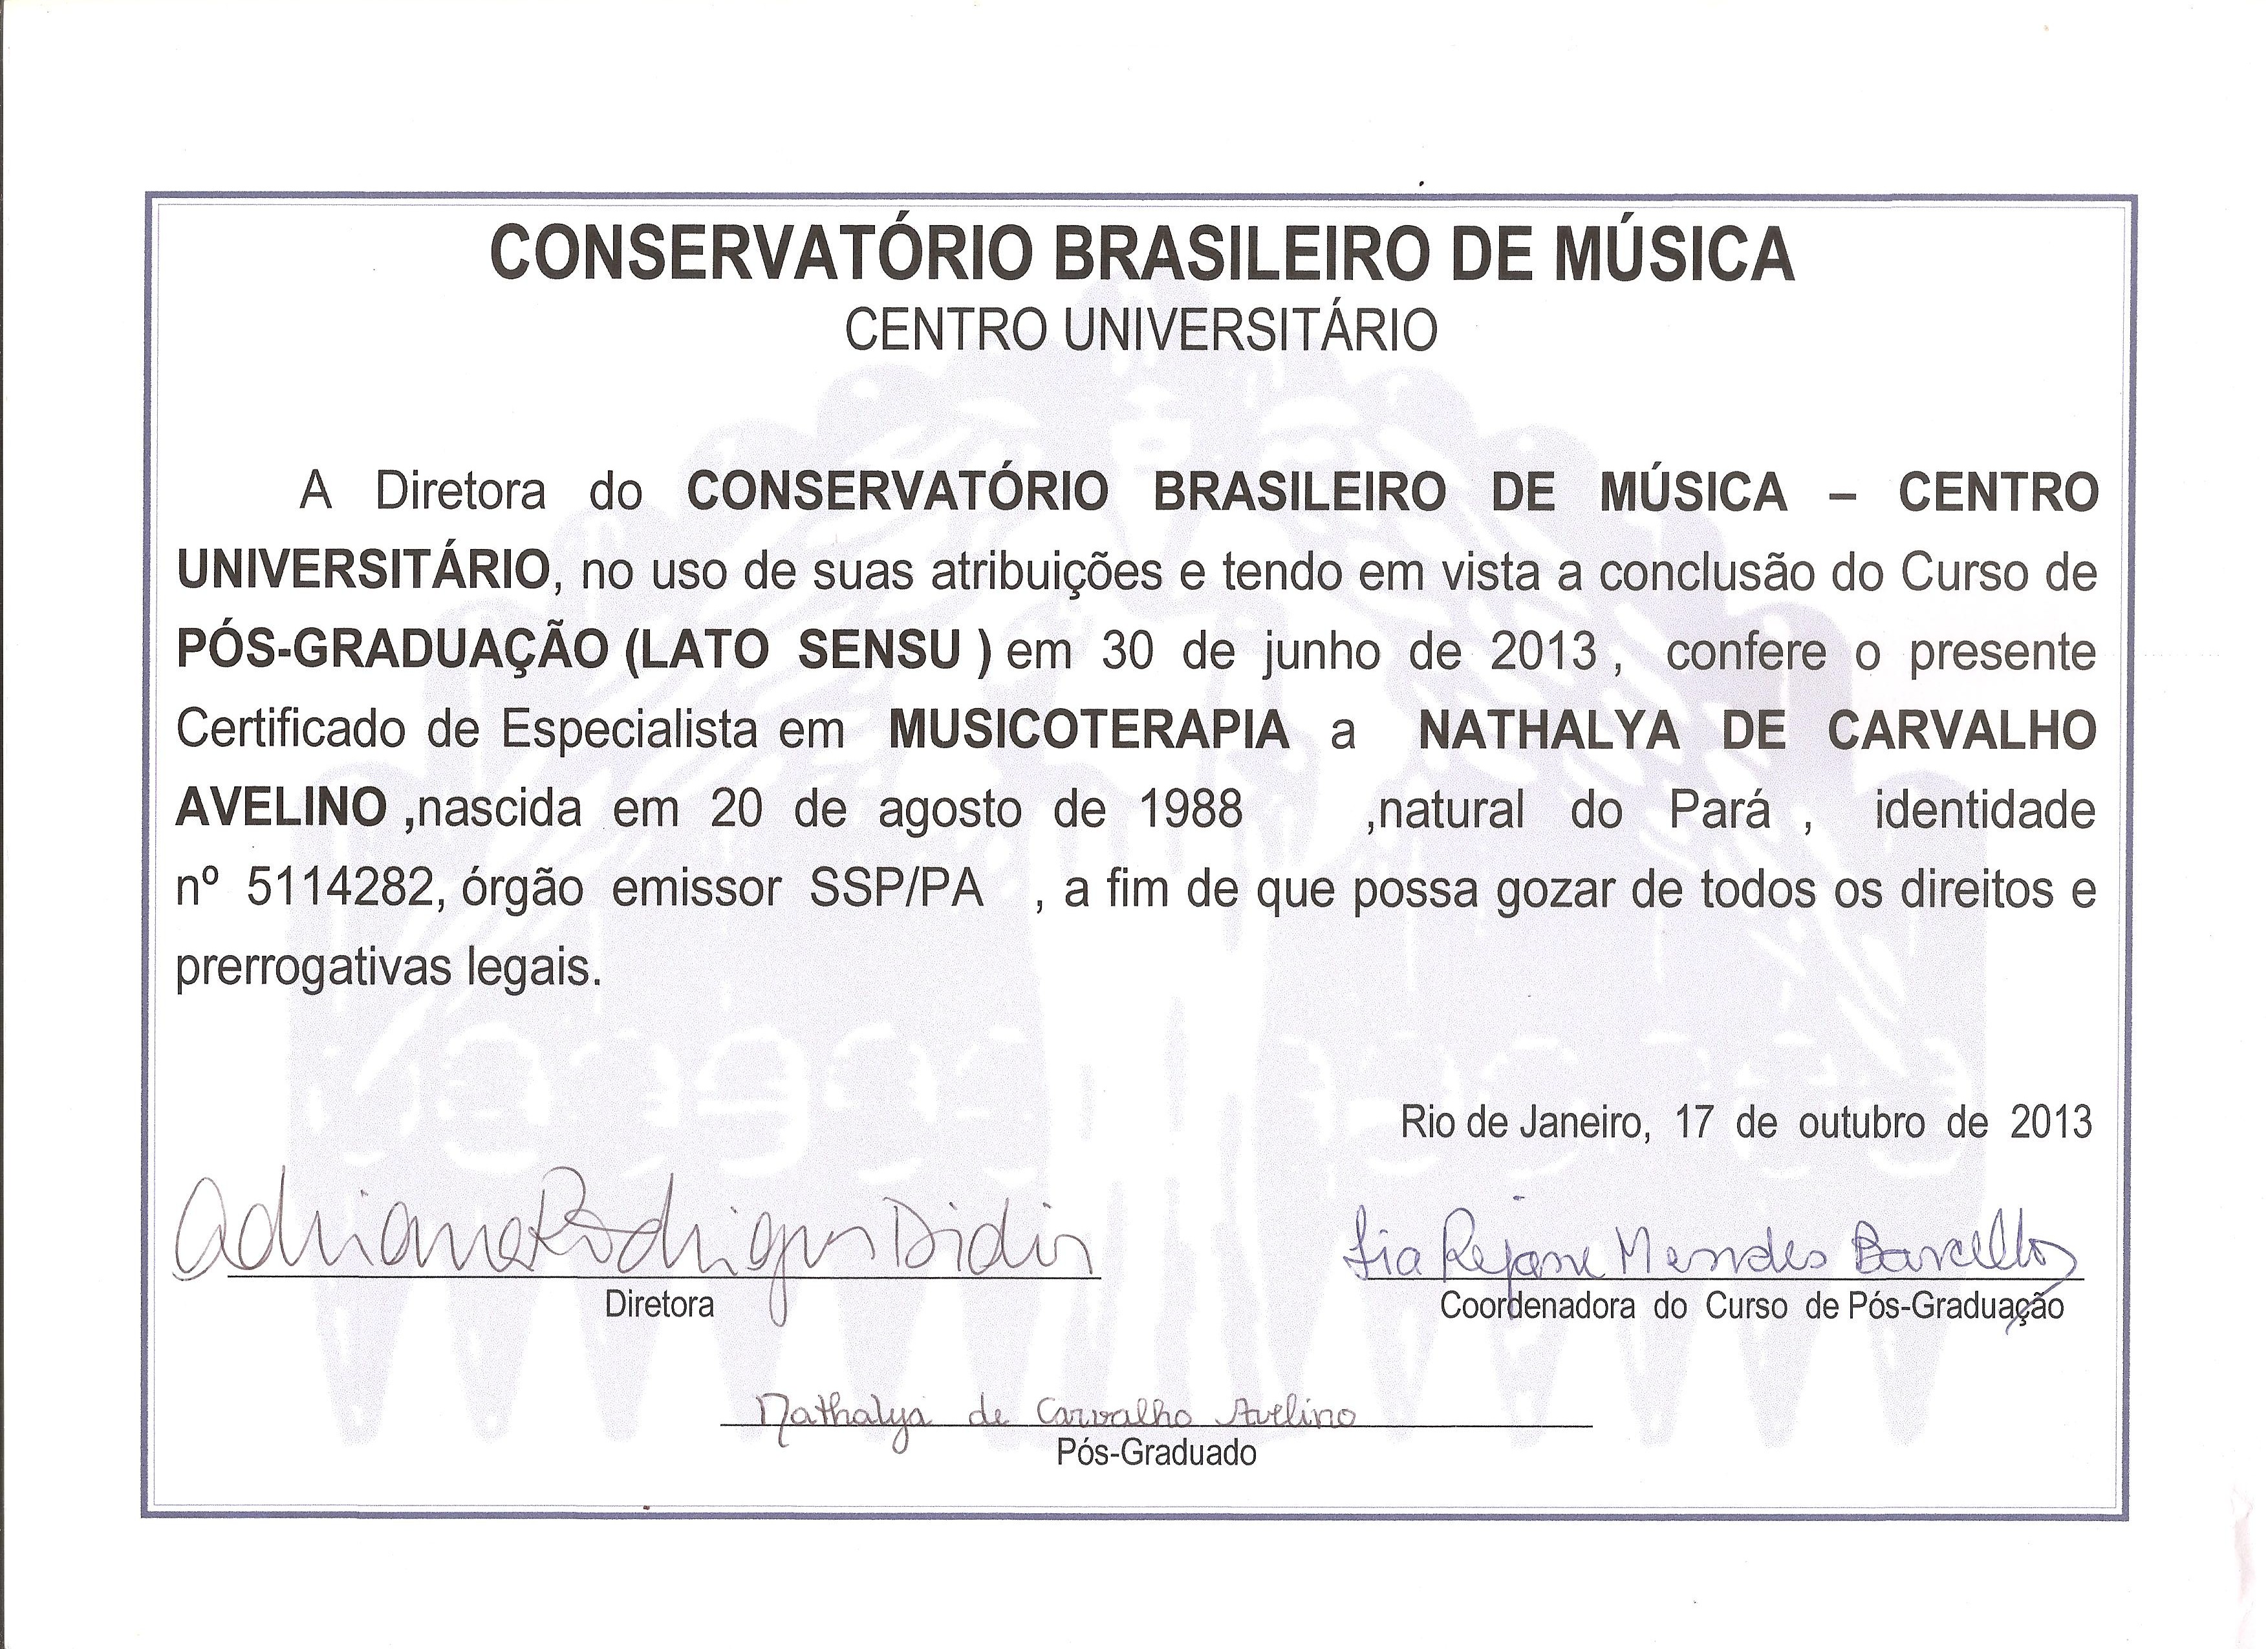 CONSERVATÓRIO BRASILEIRO DE MÚSICA
CENTRO UNIVERSITÁRIO
A Diretora do CONSERVATÓRIO BRASILEIRO DE MÚSICA – CENTRO
UNIVERSITÁRIO, no uso de suas atribuições e tendo em vista a conclusão do Curso de
PÓS-GRADUAÇÃO (LATO SENSU ) em 30 de junho de 2013 , confere o presente
Certificado de Especialista em MUSICOTERAPIA a NATHALYA DE CARVALHO
AVELINO ,nascida em 20 de agosto de 1988 ,natural do Pará , identidade
nº 5114282, órgão emissor SSP/PA , a fim de que possa gozar de todos os direitos e
prerrogativas legais.
Rio de Janeiro, 17 de outubro de 2013
Adriana Rodrigues Didier
Lia Rejane Mendes Barcellos
Diretora
Coordenadora do Curso de Pós-Graduação
Nathalya de Carvalho Avelino
Pós-Graduado